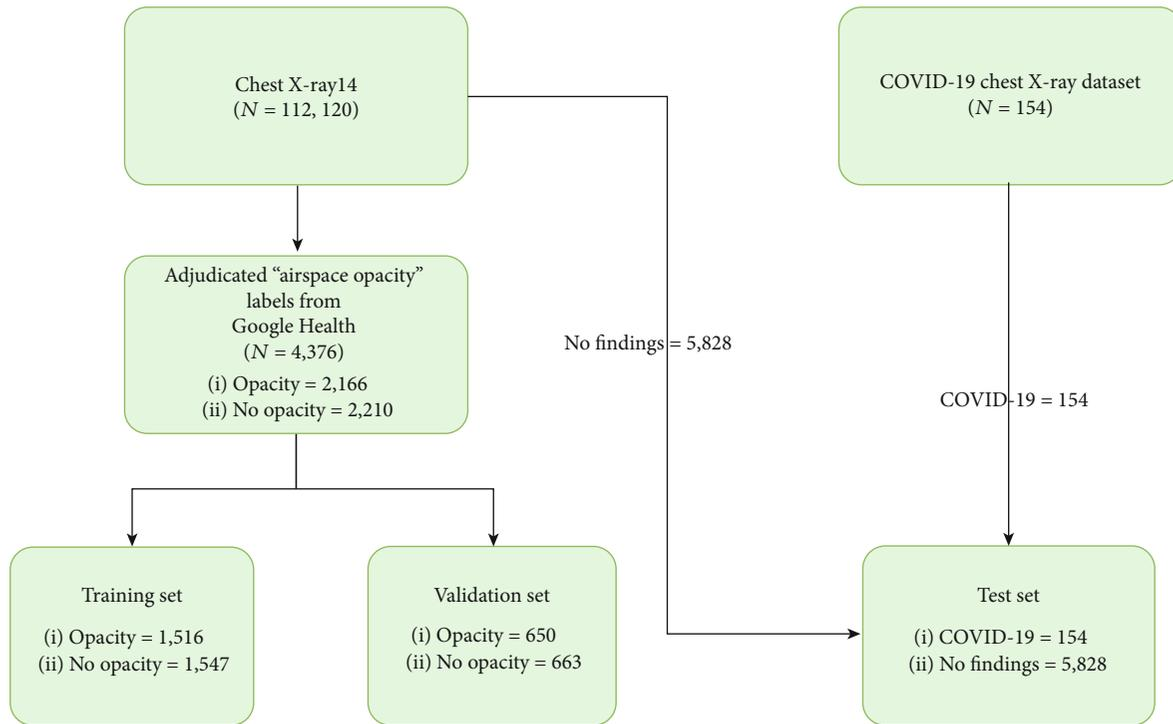 Chest X-ray14
(N = 112, 120)
COVID-19 chest X-ray dataset
(N = 154)
Adjudicated “airspace opacity”
labels from
Google Health
(N = 4,376)
(i) Opacity = 2,166
(ii) No opacity = 2,210
No findings = 5,828
COVID-19 = 154
Training set
(i) Opacity = 1,516
(ii) No opacity = 1,547
Validation set
(i) Opacity = 650
(ii) No opacity = 663
Test set
(i) COVID-19 = 154
(ii) No findings = 5,828